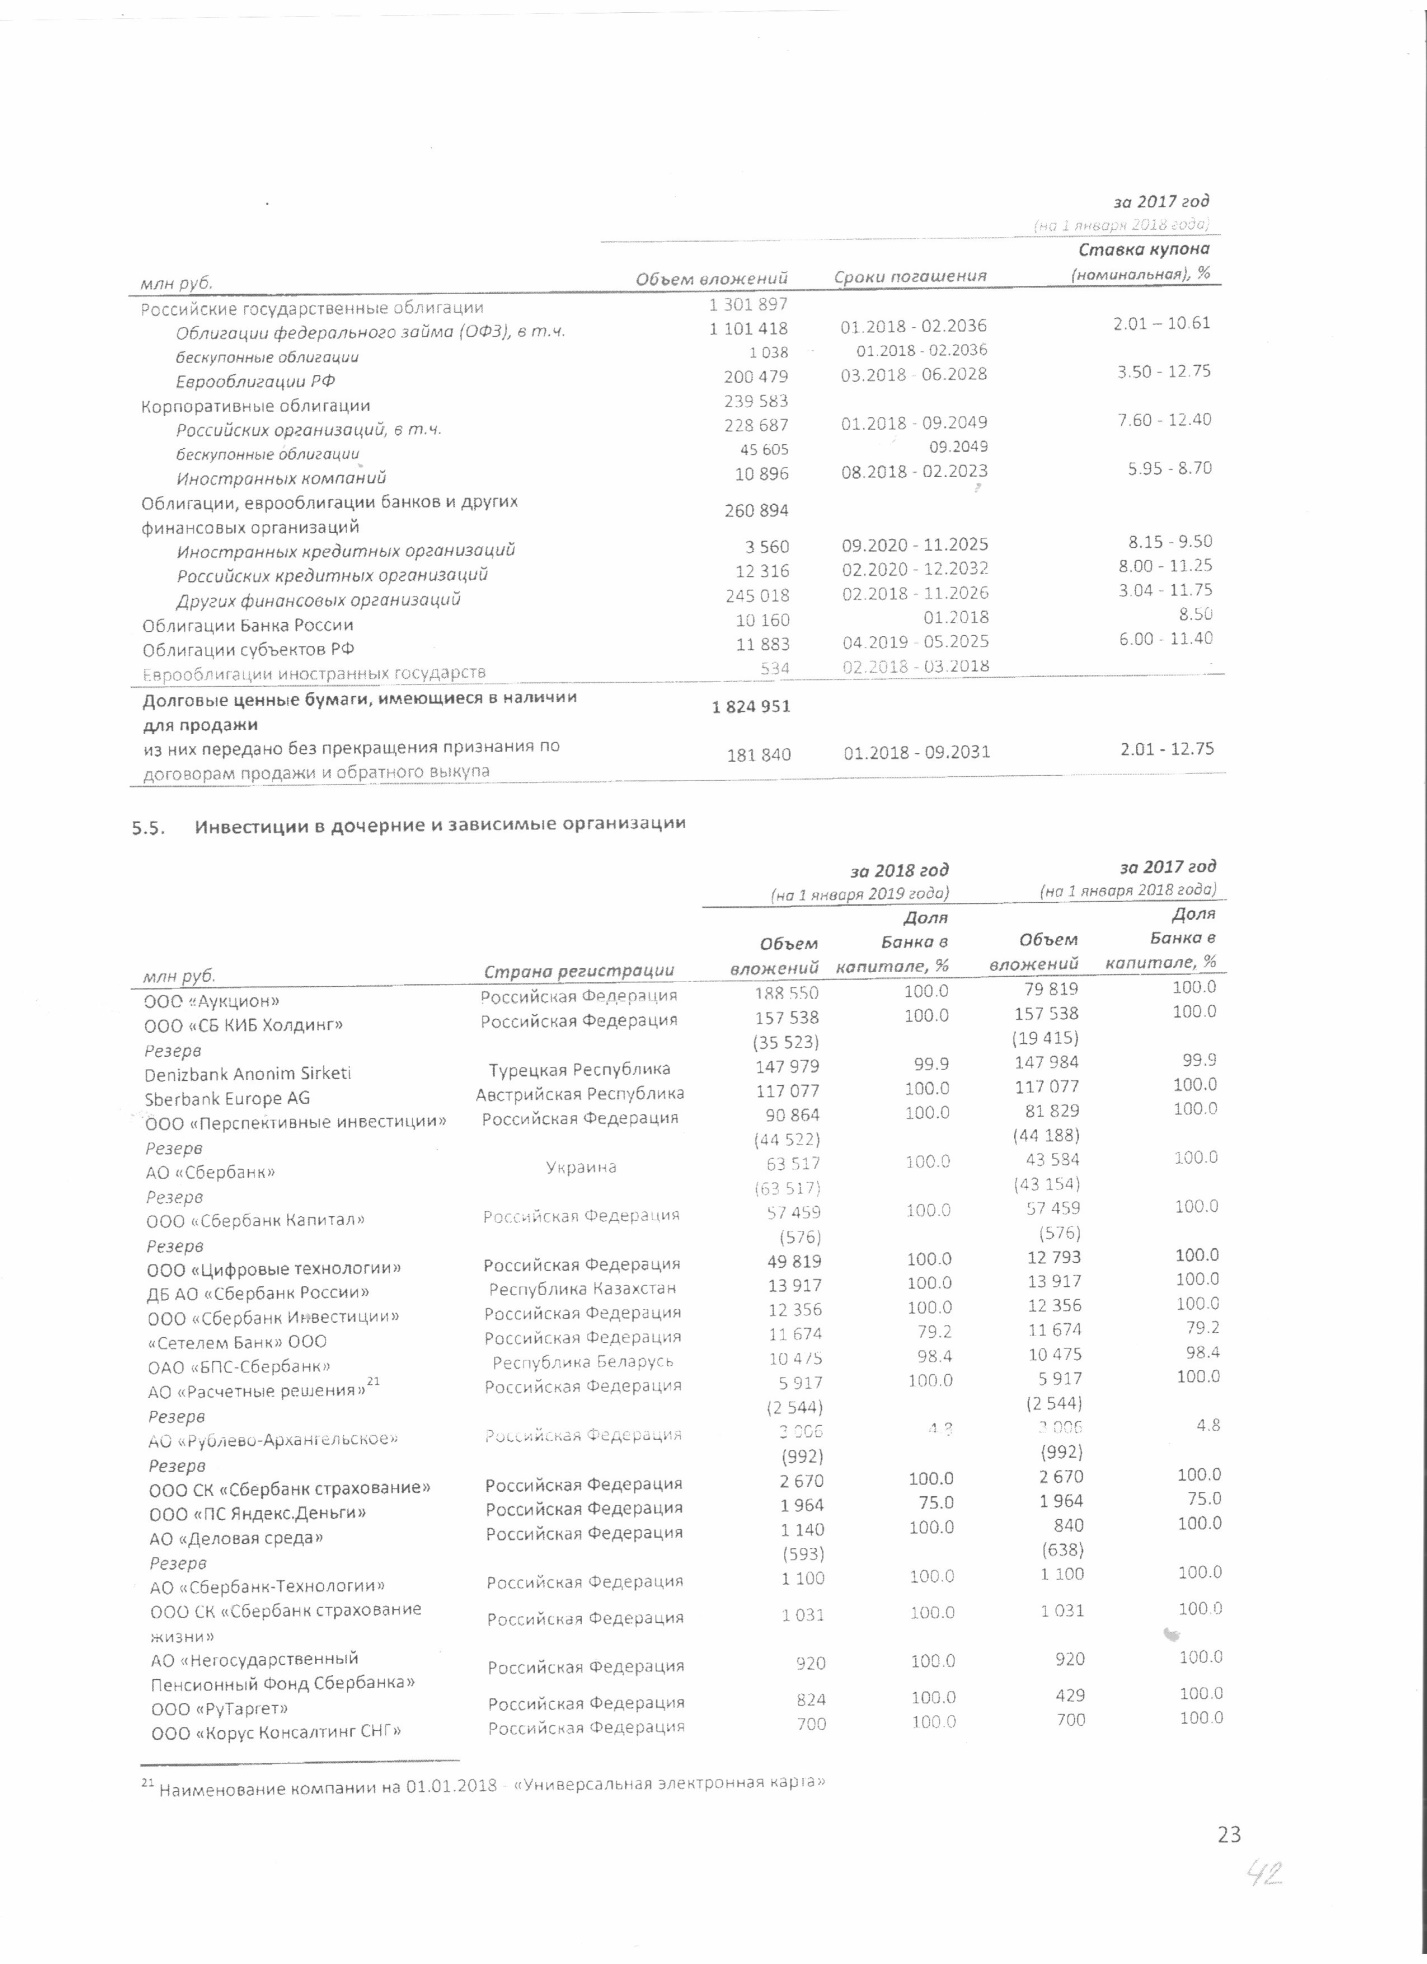 за 2017 год
(на 1 января 2018 года)
Ставка купона
млн руб. Объем вложений Сроки погашения (номинальная), %
Российские государственные облигации 1 301 897
Облигации федерального займа (ОФЗ), в т.ч. 1 101 418 01.2018 - 02.2036 2.01 – 10.61
бескупонные облигации 1 038 01.2018 - 02.2036
Еврооблигации РФ 200 479 03.2018 - 06.2028 3.50 - 12.75
Корпоративные облигации 239 583
Российских организаций, в т.ч. 228 687 01.2018 - 09.2049 7.60 - 12.40
бескупонные облигации 45 605 09.2049
Иностранных компаний 10 896 08.2018 - 02.2023 5.95 - 8.70
Облигации, еврооблигации банков и других
финансовых организаций 260 894
Иностранных кредитных организаций 3 560 09.2020 - 11.2025 8.15 - 9.50
Российских кредитных организаций 12 316 02.2020 - 12.2032 8.00 - 11.25
Других финансовых организаций 245 018 02.2018 - 11.2026 3.04 - 11.75
Облигации Банка России 10 160 01.2018 8.50
Облигации субъектов РФ 11 883 04.2019 - 05.2025 6.00 - 11.40
Еврооблигации иностранных государств 534 02.2018 - 03.2018 -
Долговые ценные бумаги, имеющиеся в наличии
для продажи 1 824 951
из них передано без прекращения признания по
договорам продажи и обратного выкупа 181 840 01.2018 - 09.2031 2.01 - 12.75
5.5. Инвестиции в дочерние и зависимые организации
за 2018 год за 2017 год
(на 1 января 2019 года) (на 1 января 2018 года)
Доля Доля
Объем Банка в Объем Банка в
млн руб. Страна регистрации вложений капитале, % вложений капитале, %
ООО «Аукцион» Российская Федерация 188 550 100.0 79 819 100.0
ООО «СБ КИБ Холдинг» Российская Федерация 157 538 100.0 157 538 100.0
Резерв (35 523) (19 415)
Denizbank Anonim Sirketi Турецкая Республика 147 979 99.9 147 984 99.9
Sberbank Europe AG Австрийская Республика 117 077 100.0 117 077 100.0
ООО «Перспективные инвестиции» Российская Федерация 90 864 100.0 81 829 100.0
Резерв (44 522) (44 188)
АО «Сбербанк» Украина 63 517 100.0 43 584 100.0
Резерв (63 517) (43 154)
ООО «Сбербанк Капитал» Российская Федерация 57 459 100.0 57 459 100.0
Резерв (576) (576)
ООО «Цифровые технологии» Российская Федерация 49 819 100.0 12 793 100.0
ДБ АО «Сбербанк России» Республика Казахстан 13 917 100.0 13 917 100.0
ООО «Сбербанк Инвестиции» Российская Федерация 12 356 100.0 12 356 100.0
«Сетелем Банк» ООО Российская Федерация 11 674 79.2 11 674 79.2
ОАО «БПС-Сбербанк» Республика Беларусь 10 475 98.4 10 475 98.4
АО «Расчетные решения»21 Российская Федерация 5 917 100.0 5 917 100.0
Резерв (2 544) (2 544)
АО «Рублево-Архангельское» Российская Федерация 4.8
Резерв (992) (992)
ООО СК «Сбербанк страхование» Российская Федерация 2 670 100.0 2 670 100.0
ООО «ПС Яндекс.Деньги» Российская Федерация 1 964 75.0 1 964 75.0
АО «Деловая среда» Российская Федерация 1 140 100.0 840 100.0
Резерв (593) (638)
АО «Сбербанк-Технологии» Российская Федерация 1 100 100.0 1 100 100.0
ООО СК «Сбербанк страхование
жизни» Российская Федерация 1 031 100.0 1 031 100.0
АО «Негосударственный
Пенсионный Фонд Сбербанка» Российская Федерация 920 100.0 920 100.0
ООО «РуТаргет» Российская Федерация 824 100.0 429 100.0
ООО «Корус Консалтинг СНГ» Российская Федерация 700 100.0 700 100.0
21 Наименование компании на 01.01.2018 - «Универсальная электронная карта»
23
42